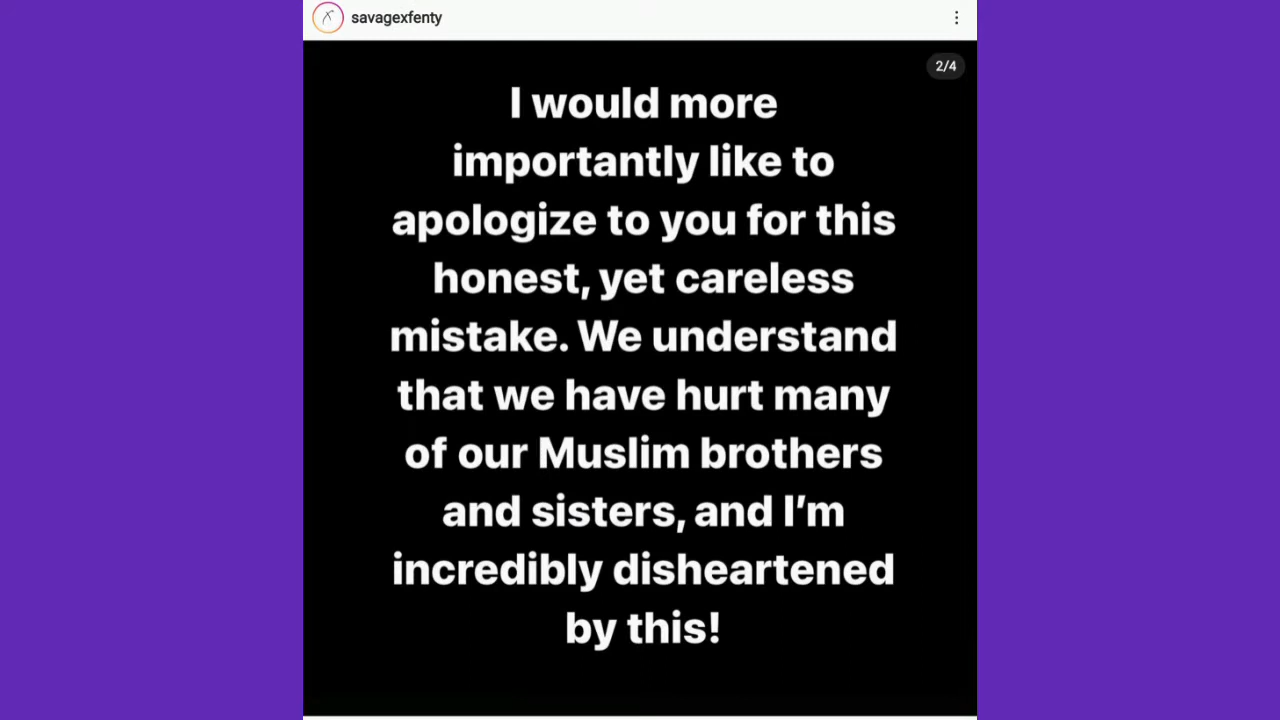 savagexfenty
2/4
I would more
importantly like to
apologize to you for this
honest, yet careless
mistake. We understand
that we have hurt many
of our Muslim brothers
and sisters, and I’m
incredibly disheartened
by this!